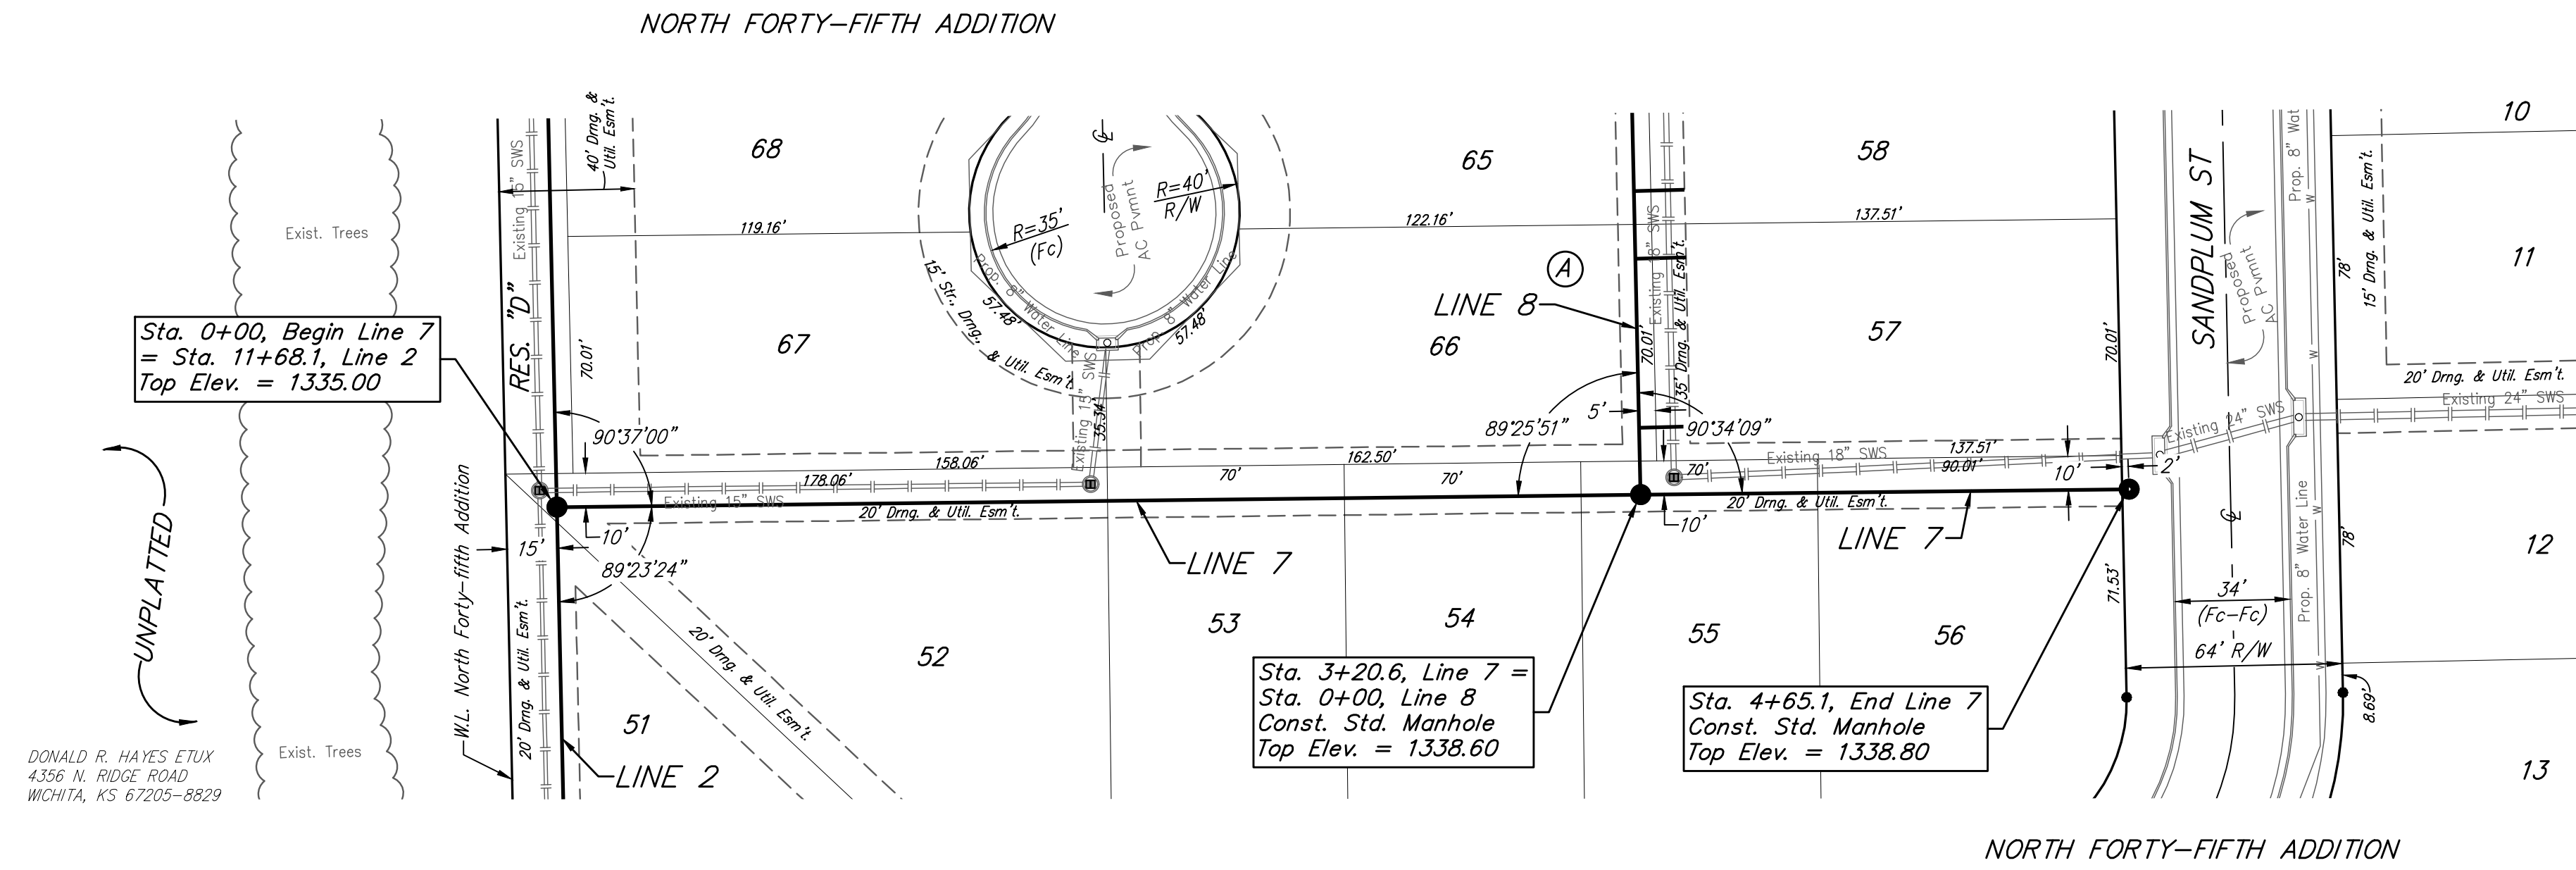 NORTH FORTY-FIFTH ADDITION
10
68
65
58
40' Drng. &
Util. Esm't.
Existing 15" SWS
Exist. Trees
119.16'
122.16'
137.51'
R=40'
R/W
R=35'
(Fc)
Proposed
AC Pvmnt
℄
Prop. 8" Water Line
Prop. 8" Water Line
57.48'
57.48'
15' Str., Drng.,
& Util. Esm't.
Existing 18" SWS
35' Drng. & Util. Esm't.
SANDPLUM ST
Proposed
AC Pvmnt
Prop. 8" Wat
W
78'
15' Drng. & Util. Esm't.
11
A
LINE 8
RES. "D"
Sta. 0+00, Begin Line 7
= Sta. 11+68.1, Line 2
Top Elev. = 1335.00
70.01'
67
66
70.01'
57
70.01'
W
20' Drng. & Util. Esm't.
Existing 24" SWS
Existing 24" SWS
Existing 15" SWS
35.34'
5'
90°37'00"
89°25'51"
90°34'09"
158.06'
162.50'
137.51'
178.06'
70'
70'
70'
Existing 18" SWS
90.01'
10'
2'
Existing 15" SWS
20' Drng. & Util. Esm't.
20' Drng. & Util. Esm't.
10'
10'
15'
89°23'24"
LINE 7
LINE 7
℄
W
Prop. 8" Water Line
78'
12
UNPLATTED
W.L. North Forty-fifth Addition
20' Drng. & Util. Esm't.
71.53'
34'
(Fc-Fc)
64' R/W
W
52
53
54
55
56
20' Drng. & Util. Esm't.
51
Sta. 3+20.6, Line 7 =
Sta. 0+00, Line 8
Const. Std. Manhole
Top Elev. = 1338.60
Sta. 4+65.1, End Line 7
Const. Std. Manhole
Top Elev. = 1338.80
8.69'
13
Exist. Trees
LINE 2
DONALD R. HAYES ETUX
4356 N. RIDGE ROAD
WICHITA, KS 67205-8829
NORTH FORTY-FIFTH ADDITION